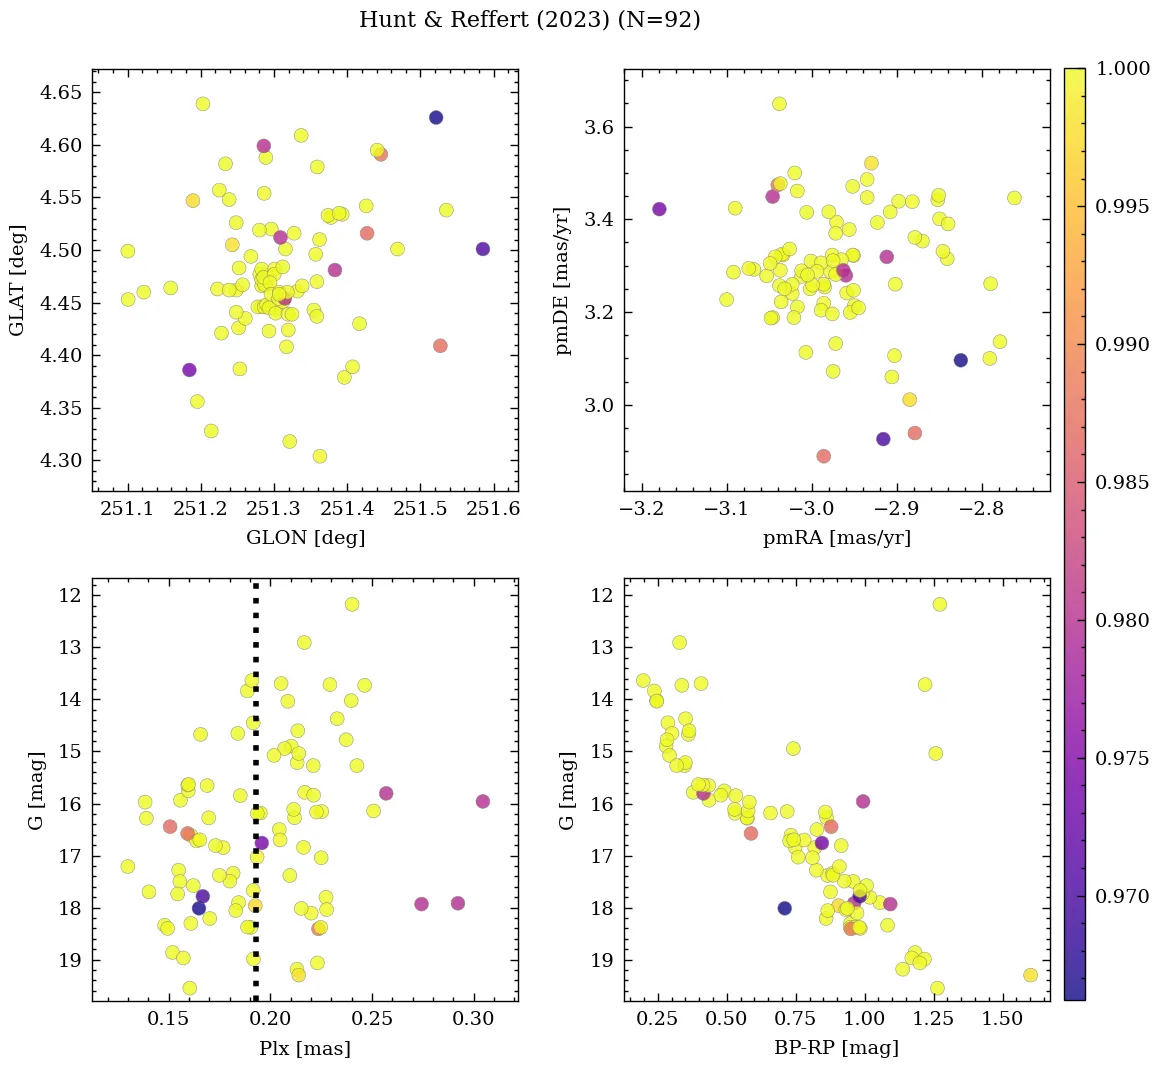 Hunt & Reffert (2023) (N=92)
4.65
4.60
4.55
4.50
4.45
4.40
4.35
4.30
GLAT [deg]
251.1 251.2 251.3 251.4 251.5 251.6
GLON [deg]
3.6
3.4
3.2
3.0
pmDE [mas/yr]
−3.2 −3.1 −3.0 −2.9 −2.8
pmRA [mas/yr]
12
13
14
15
16
17
18
19
G [mag]
0.15 0.20 0.25 0.30
Plx [mas]
12
13
14
15
16
17
18
19
G [mag]
0.25 0.50 0.75 1.00 1.25 1.50
BP-RP [mag]
1.000
0.995
0.990
0.985
0.980
0.975
0.970